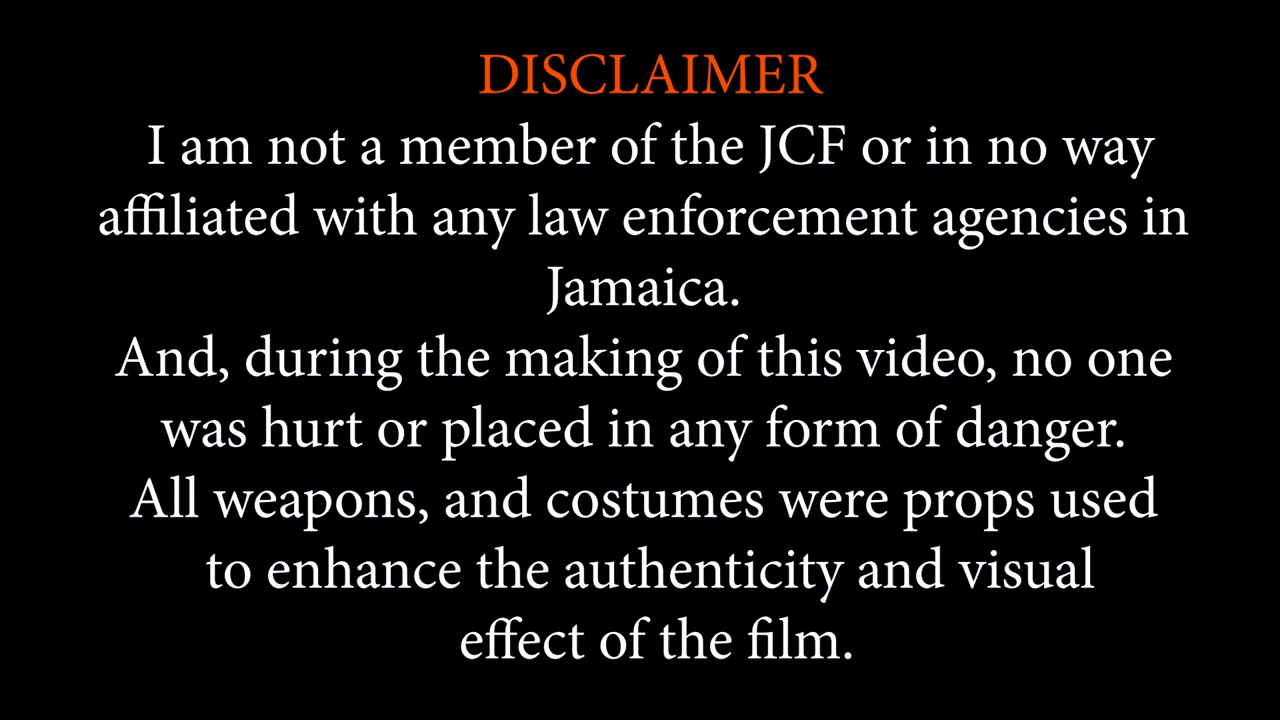 DISCLAIMER
I am not a member of the JCF or in no way
affiliated with any law enforcement agencies in
Jamaica.
And, during the making of this video, no one
was hurt or placed in any form of danger.
All weapons, and costumes were props used
to enhance the authenticity and visual
effect of the film.